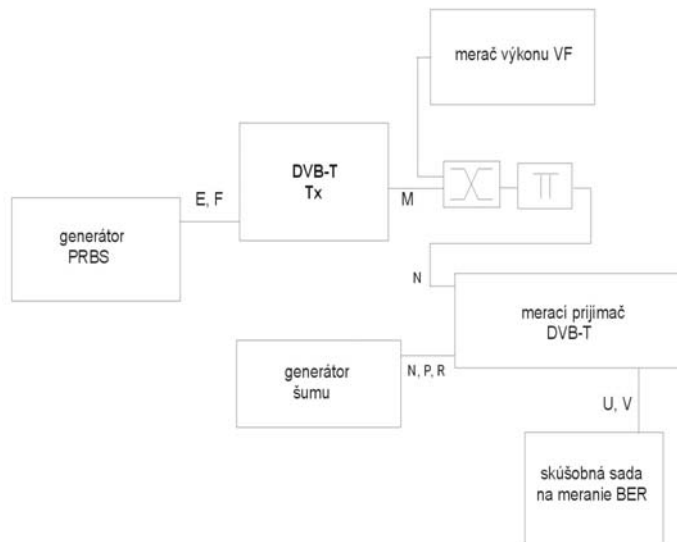 merač výkonu VF
DVB-T
Tx
E, F
M
generátor
PRBS
N
merací prijímač
DVB-T
generátor
šumu
N, P, R
U, V
skúšobná sada
na meranie BER